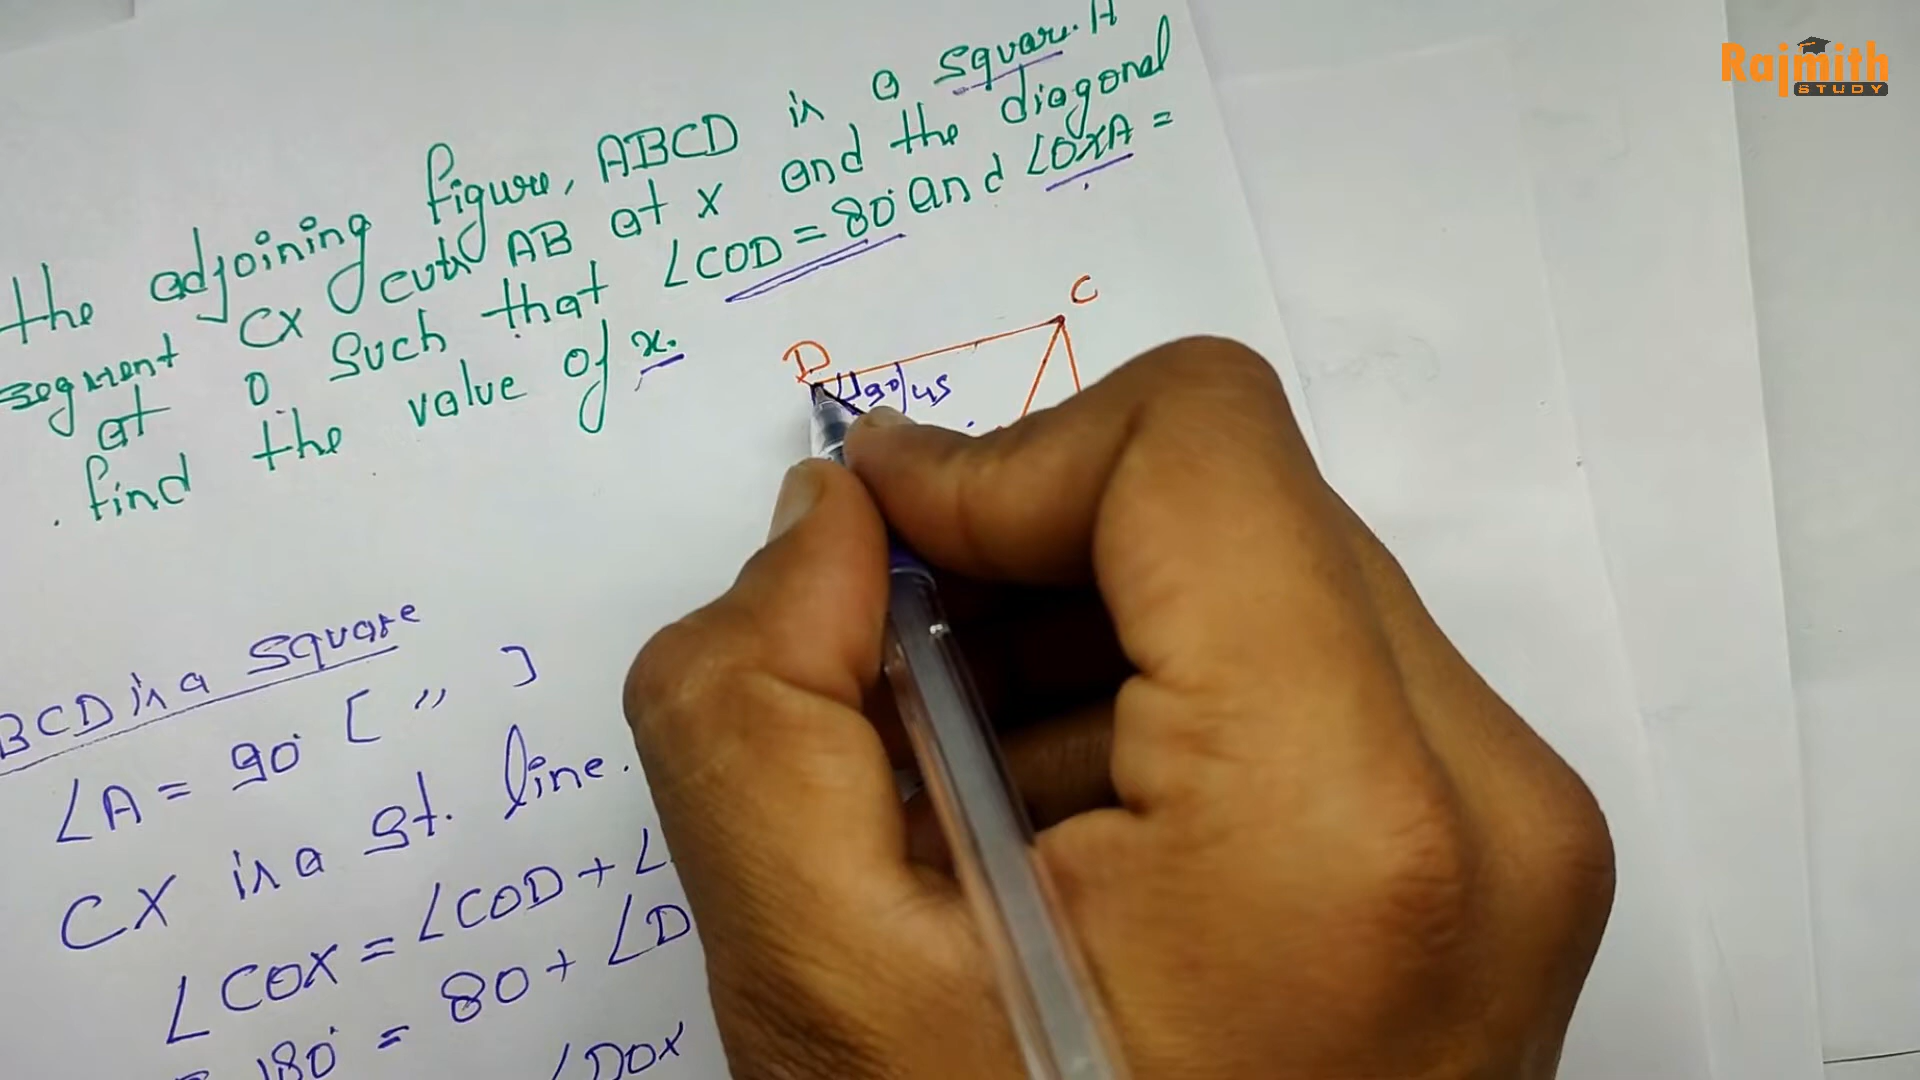 the adjoining figure, ABCD is a square. A
segment CX cuts AB at X and the diagonal
at O such that ∠COD = 80° and ∠OXA =
find the value of x.
C
D
90/45
BCD is a square
∠A = 90° [ " ]
CX is a st. line.
∠COX = ∠COD + ∠
180° = 80 + ∠D
∠DOX
Rajmith
STUDY